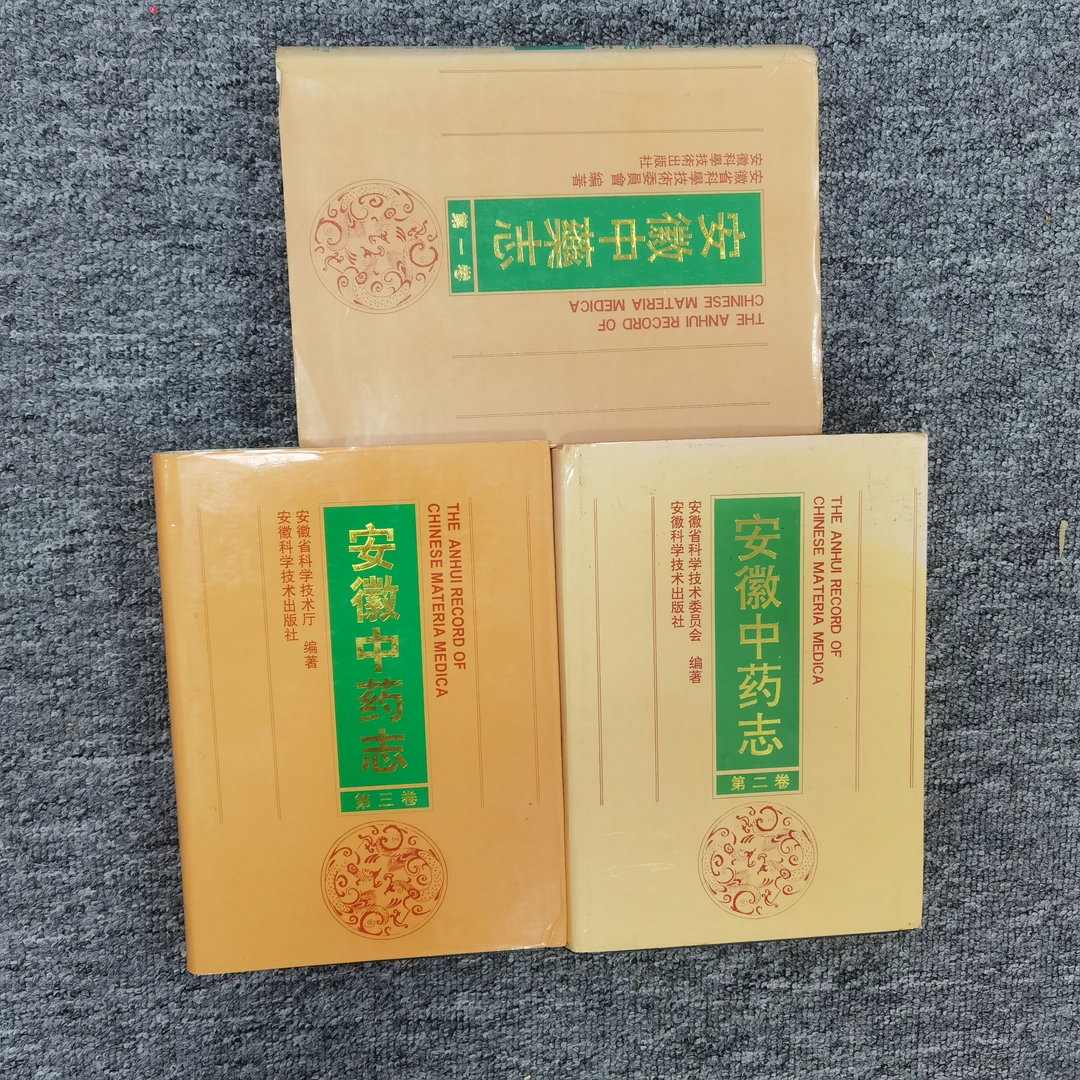 安徽省科學技術委員會 編著
安徽科學技術出版社
安徽中藥志
第一卷
THE ANHUI RECORD OF
CHINESE MATERIA MEDICA
THE ANHUI RECORD OF
CHINESE MATERIA MEDICA
安徽中药志
第三卷
安徽省科学技术厅 编著
安徽科学技术出版社
THE ANHUI RECORD OF
CHINESE MATERIA MEDICA
安徽中药志
第二卷
安徽省科学技术委员会 编著
安徽科学技术出版社